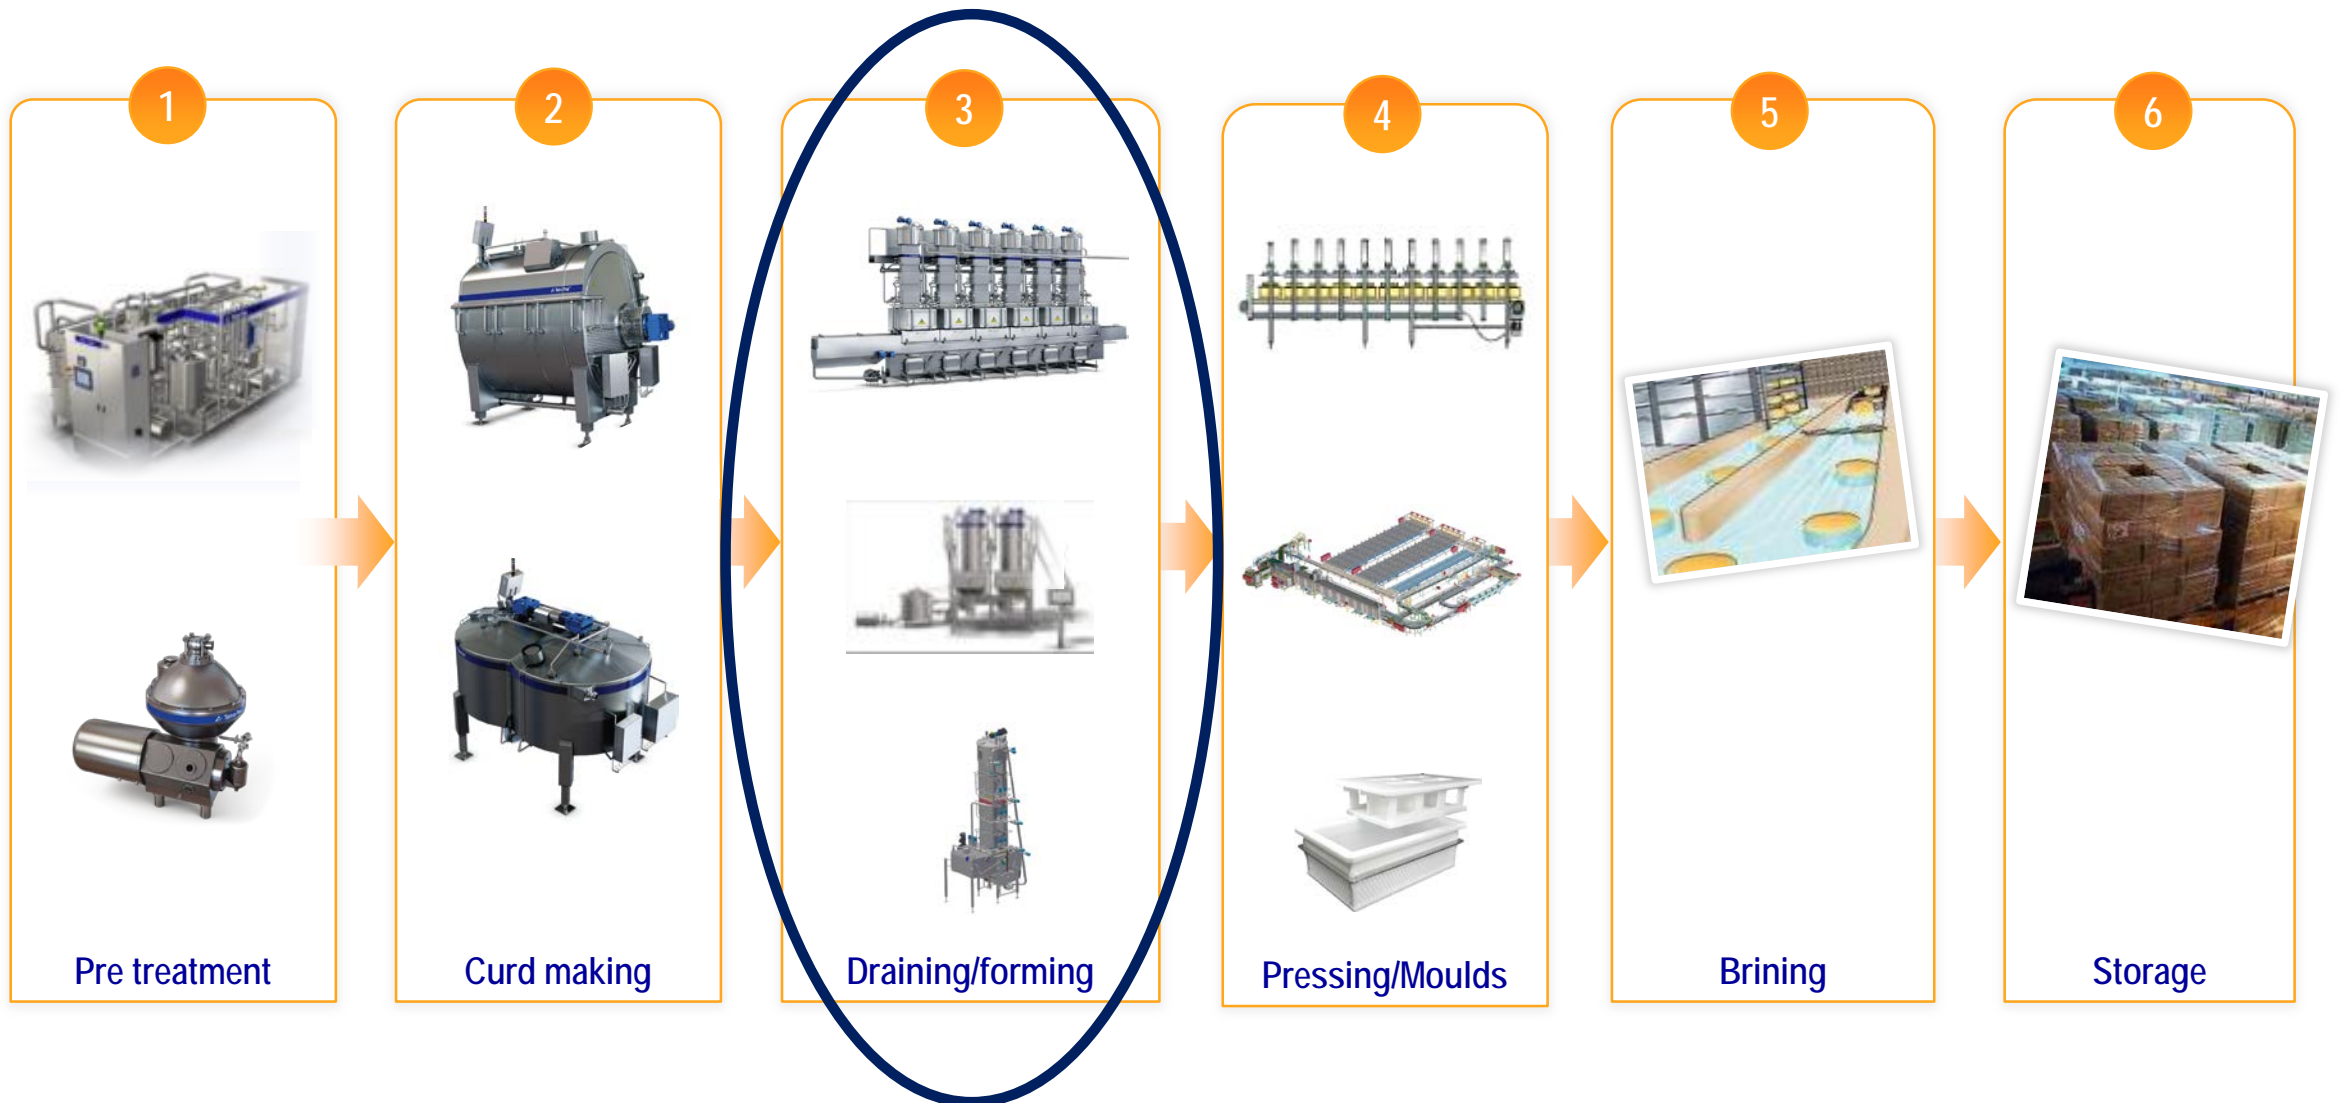 1
2
3
4
5
6
Pre treatment
Curd making
Draining/forming
Pressing/Moulds
Brining
Storage